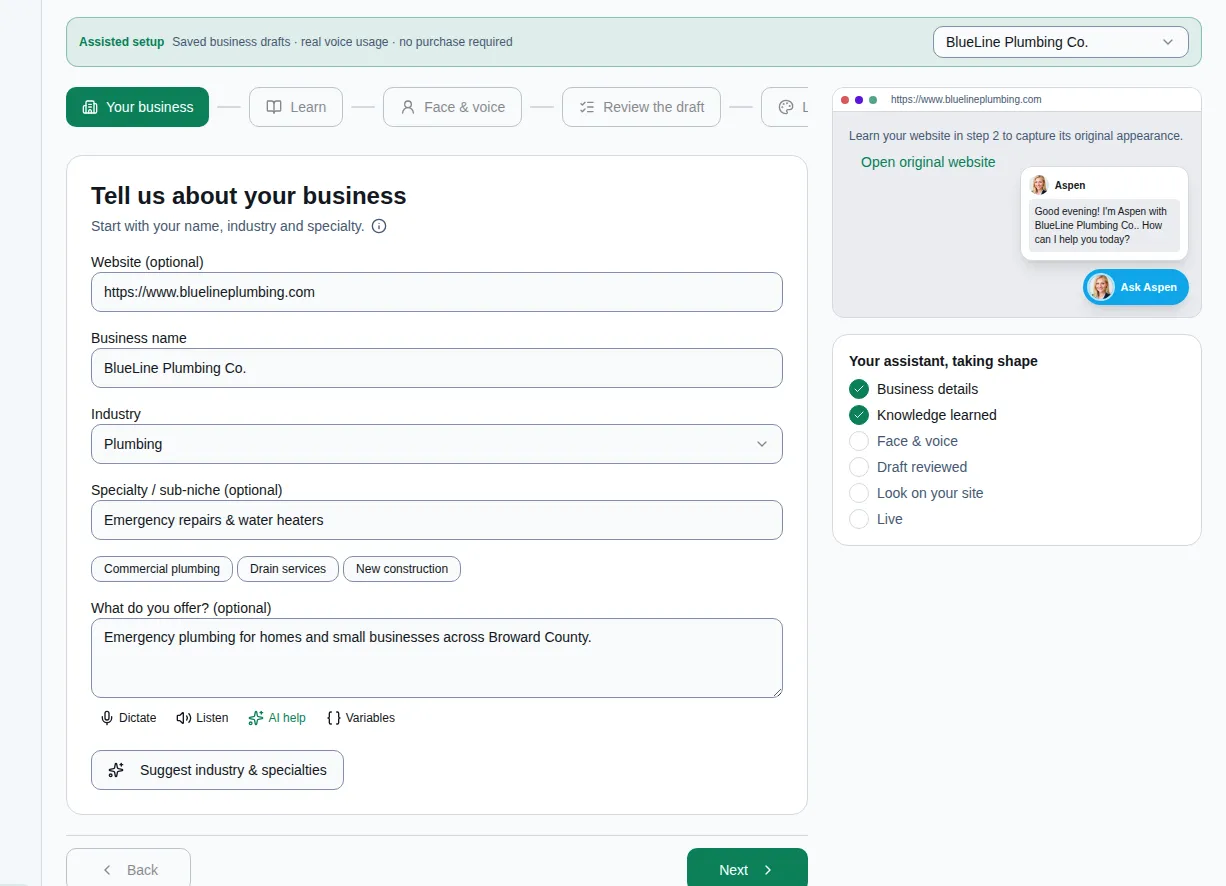 Assisted setup Saved business drafts · real voice usage · no purchase required
BlueLine Plumbing Co.
Your business
Learn
Face & voice
Review the draft
L
Tell us about your business
Start with your name, industry and specialty.
Website (optional)
https://www.bluelineplumbing.com
Business name
BlueLine Plumbing Co.
Industry
Plumbing
Specialty / sub-niche (optional)
Emergency repairs & water heaters
Commercial plumbing
Drain services
New construction
What do you offer? (optional)
Emergency plumbing for homes and small businesses across Broward County.
Dictate
Listen
AI help
Variables
Suggest industry & specialties
Back
Next
https://www.bluelineplumbing.com
Learn your website in step 2 to capture its original appearance.
Open original website
Aspen
Good evening! I'm Aspen with
BlueLine Plumbing Co.. How
can I help you today?
Ask Aspen
Your assistant, taking shape
Business details
Knowledge learned
Face & voice
Draft reviewed
Look on your site
Live